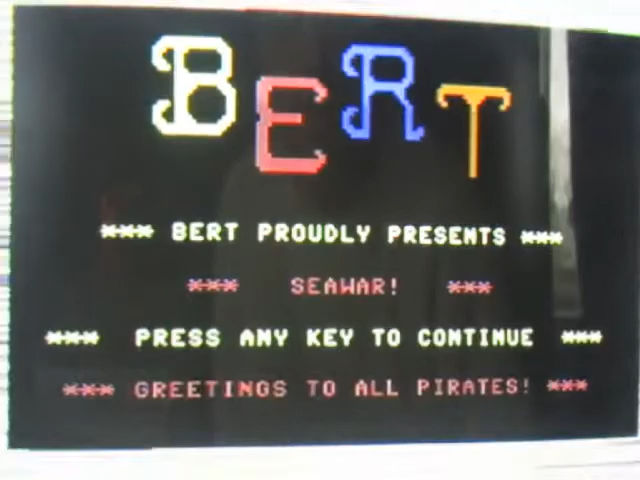 BERT
*** BERT PROUDLY PRESENTS ***
*** SEAWAR! ***
*** PRESS ANY KEY TO CONTINUE ***
*** GREETINGS TO ALL PIRATES! ***